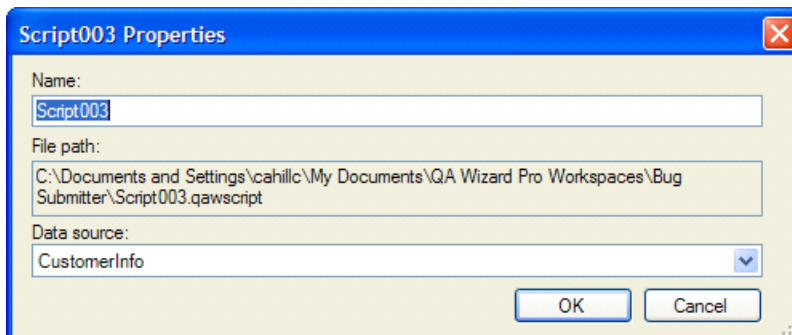 Script003 Properties
Name:
Script003
File path:
C:\Documents and Settings\cahillc\My Documents\QA Wizard Pro Workspaces\Bug
Submitter\Script003.qawscript
Data source:
CustomerInfo
OK
Cancel